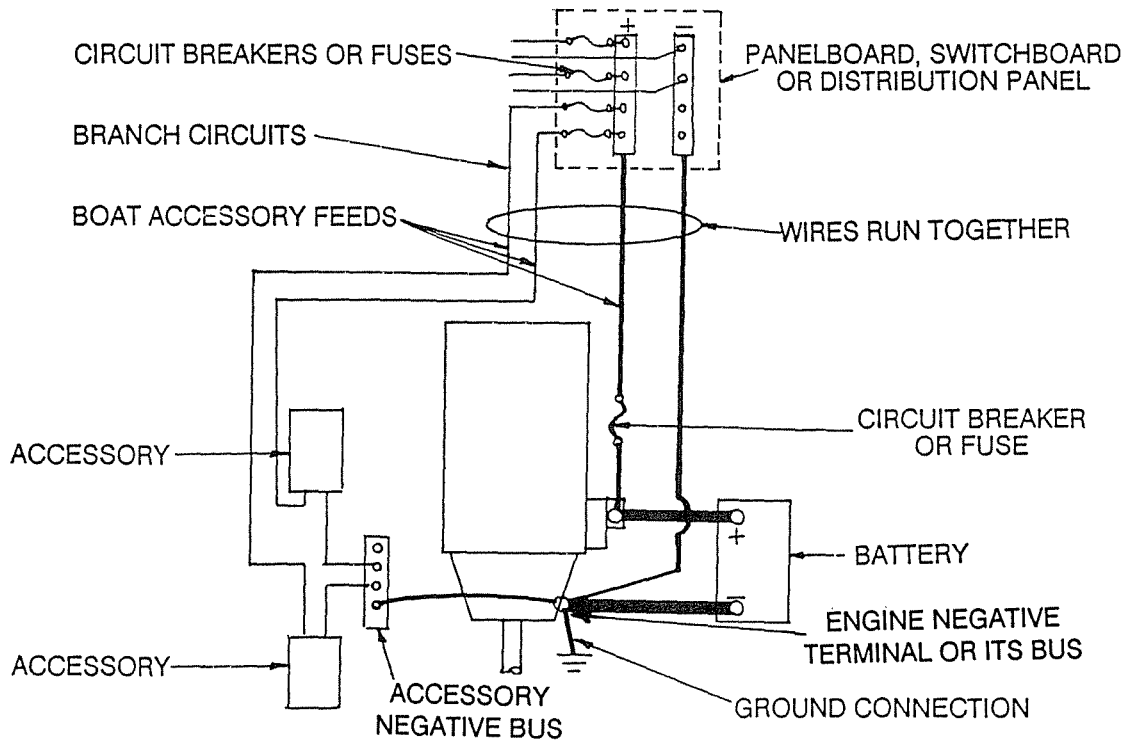 + −
CIRCUIT BREAKERS OR FUSES
PANELBOARD, SWITCHBOARD
OR DISTRIBUTION PANEL
BRANCH CIRCUITS
BOAT ACCESSORY FEEDS
WIRES RUN TOGETHER
CIRCUIT BREAKER
OR FUSE
ACCESSORY
+
BATTERY
−
ENGINE NEGATIVE
TERMINAL OR ITS BUS
ACCESSORY
ACCESSORY
NEGATIVE BUS
GROUND CONNECTION